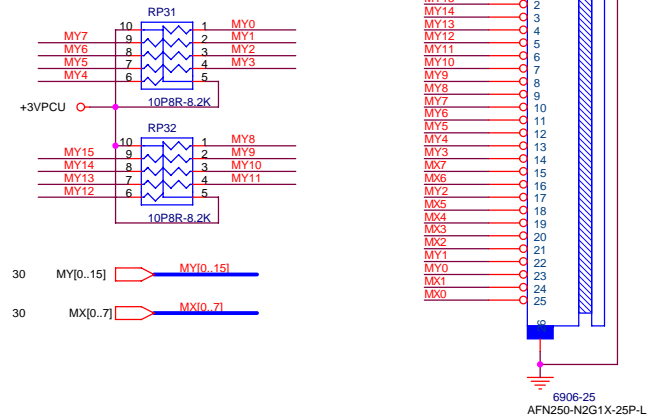 RP31
10 1 MY0
MY7 9 2 MY1
MY6 8 3 MY2
MY5 7 4 MY3
MY4 6 5
+3VPCU
10P8R-8.2K
RP32
10 1 MY8
MY15 9 2 MY9
MY14 8 3 MY10
MY13 7 4 MY11
MY12 6 5
10P8R-8.2K
30 MY[0..15] MY[0..15]
30 MX[0..7] MX[0..7]
2
MY14 3
MY13 4
MY12 5
MY11 6
MY10 7
MY9 8
MY8 9
MY7 10
MY6 11
MY5 12
MY4 13
MY3 14
MX7 15
MX6 16
MY2 17
MX5 18
MX4 19
MX3 20
MX2 21
MY1 22
MY0 23
MX1 24
MX0 25
6906-25
AFN250-N2G1X-25P-L